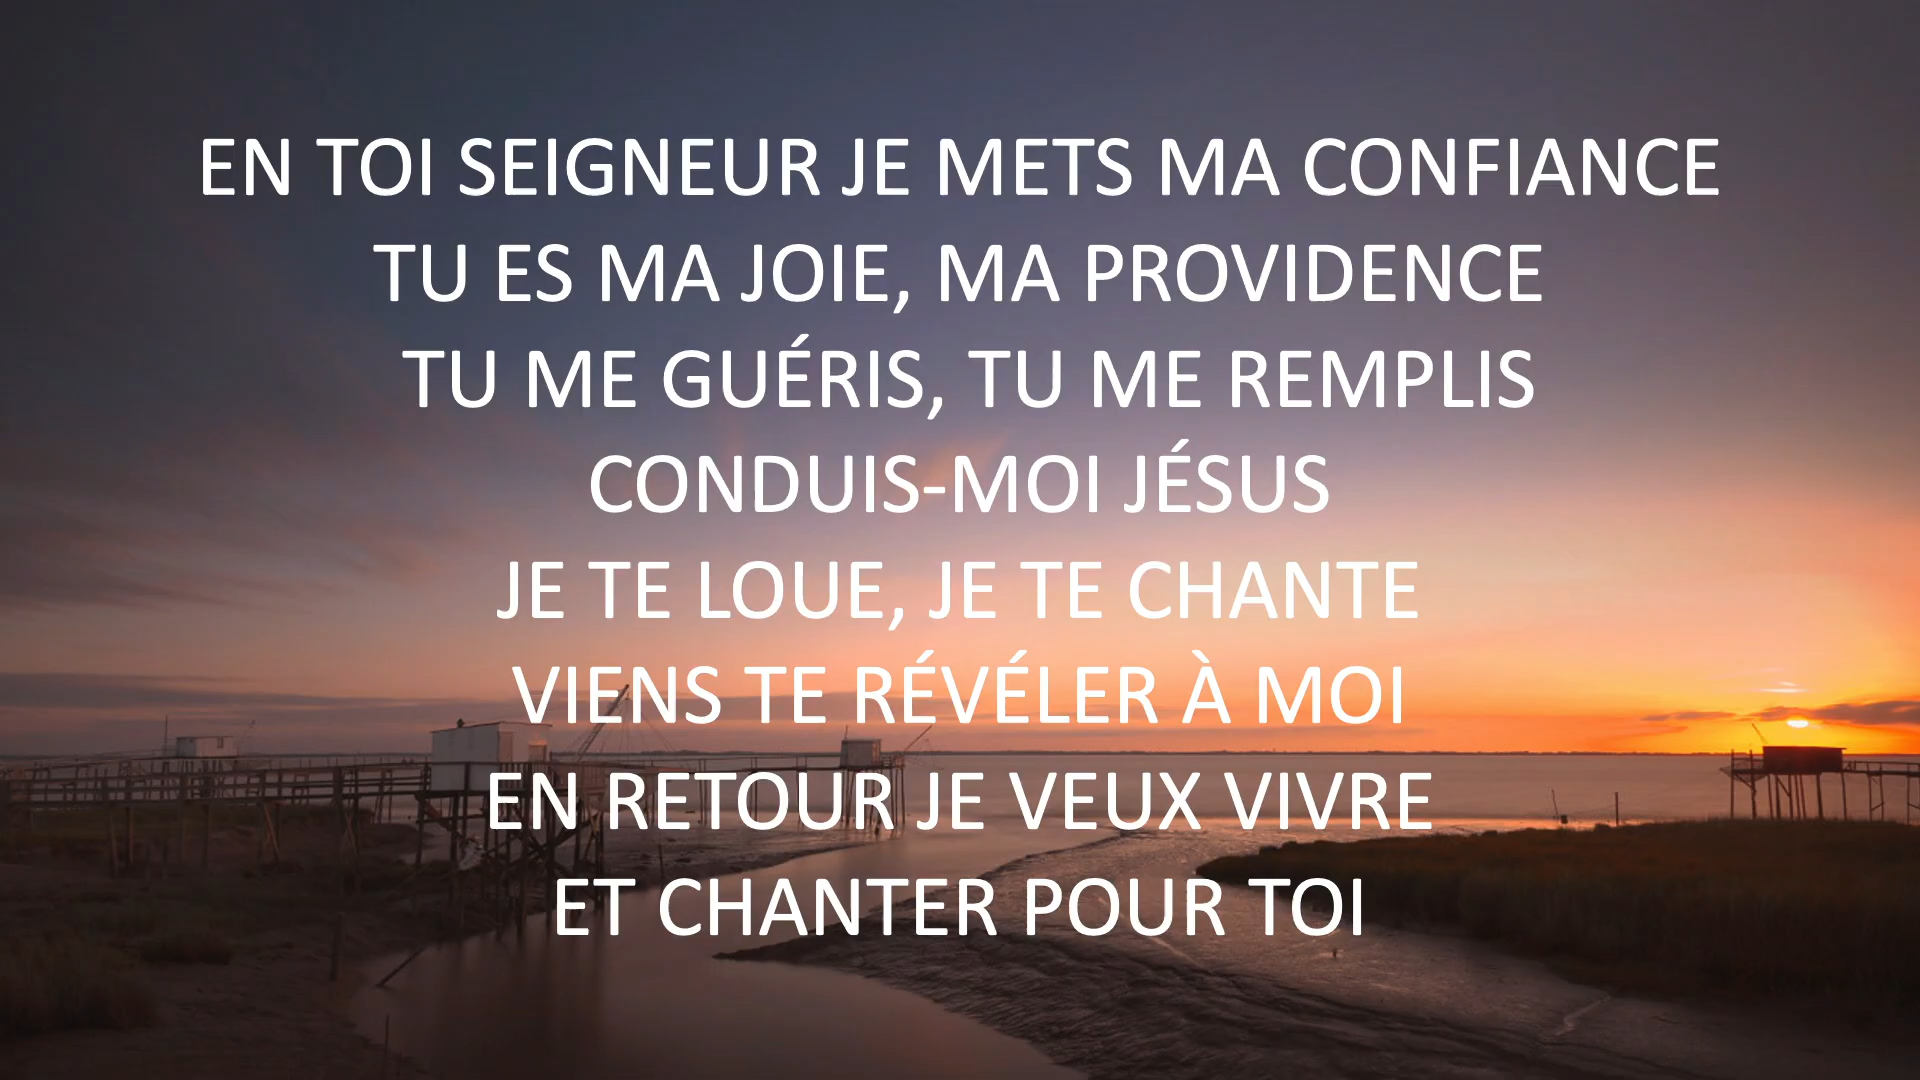 EN TOI SEIGNEUR JE METS MA CONFIANCE
TU ES MA JOIE, MA PROVIDENCE
TU ME GUÉRIS, TU ME REMPLIS
CONDUIS-MOI JÉSUS
JE TE LOUE, JE TE CHANTE
VIENS TE RÉVÉLER À MOI
EN RETOUR JE VEUX VIVRE
ET CHANTER POUR TOI